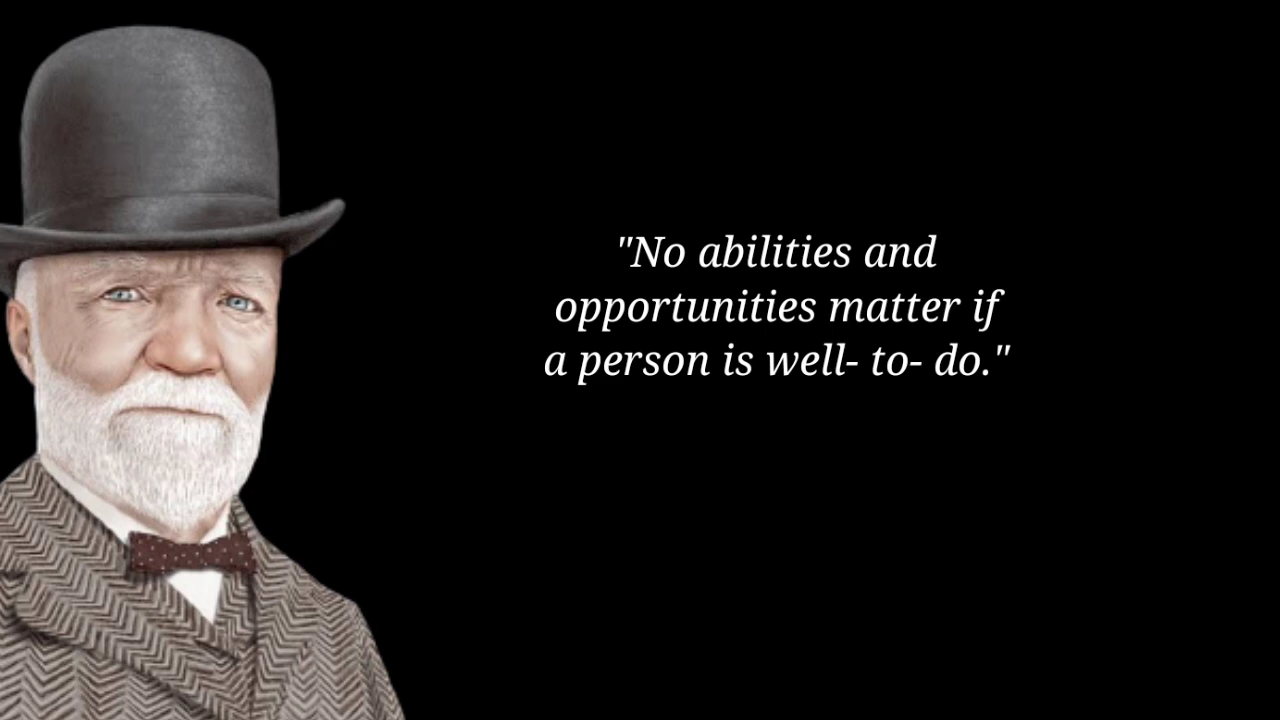 "No abilities and
opportunities matter if
a person is well- to- do."